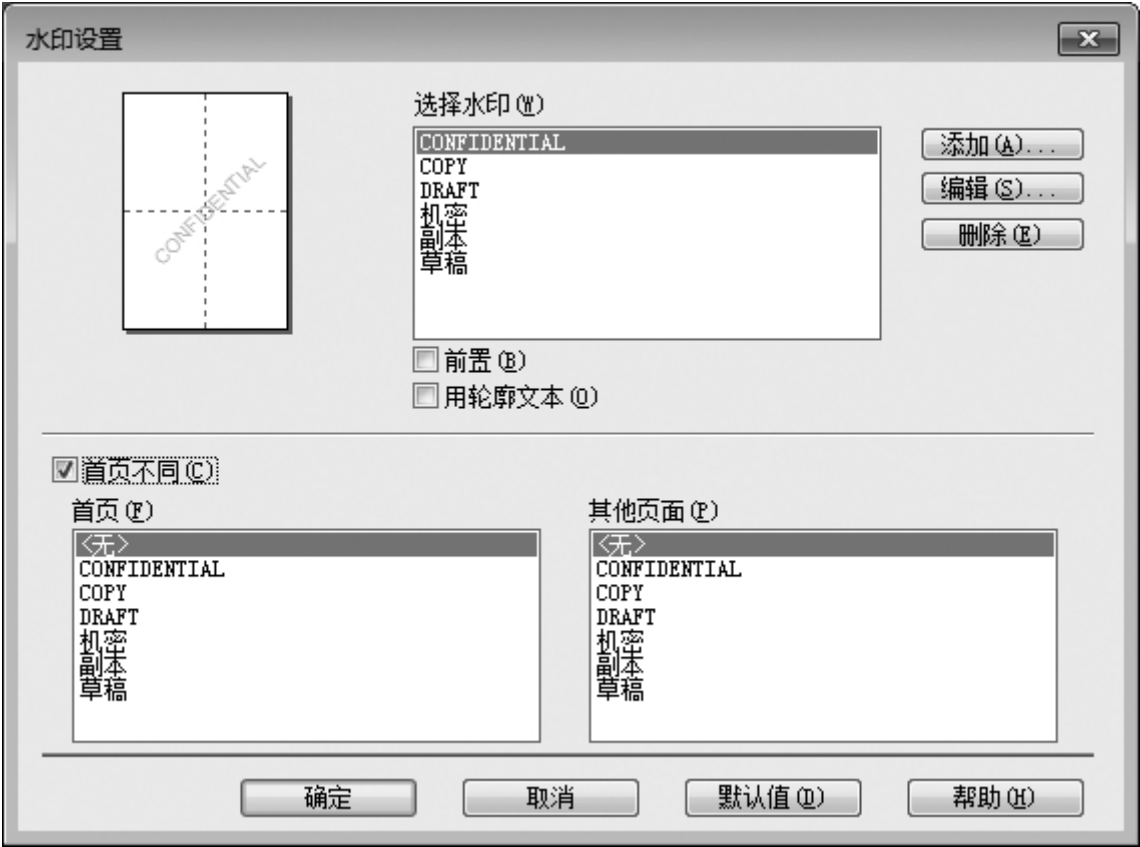 水印设置
选择水印(W)
CONFIDENTIAL
CONFIDENTIAL
COPY
DRAFT
机密
副本
草稿
添加(A)...
编辑(S)...
删除(E)
前置(B)
用轮廓文本(O)
首页不同(C)
首页(F)
<无>
CONFIDENTIAL
COPY
DRAFT
机密
副本
草稿
其他页面(P)
<无>
CONFIDENTIAL
COPY
DRAFT
机密
副本
草稿
确定
取消
默认值(D)
帮助(H)